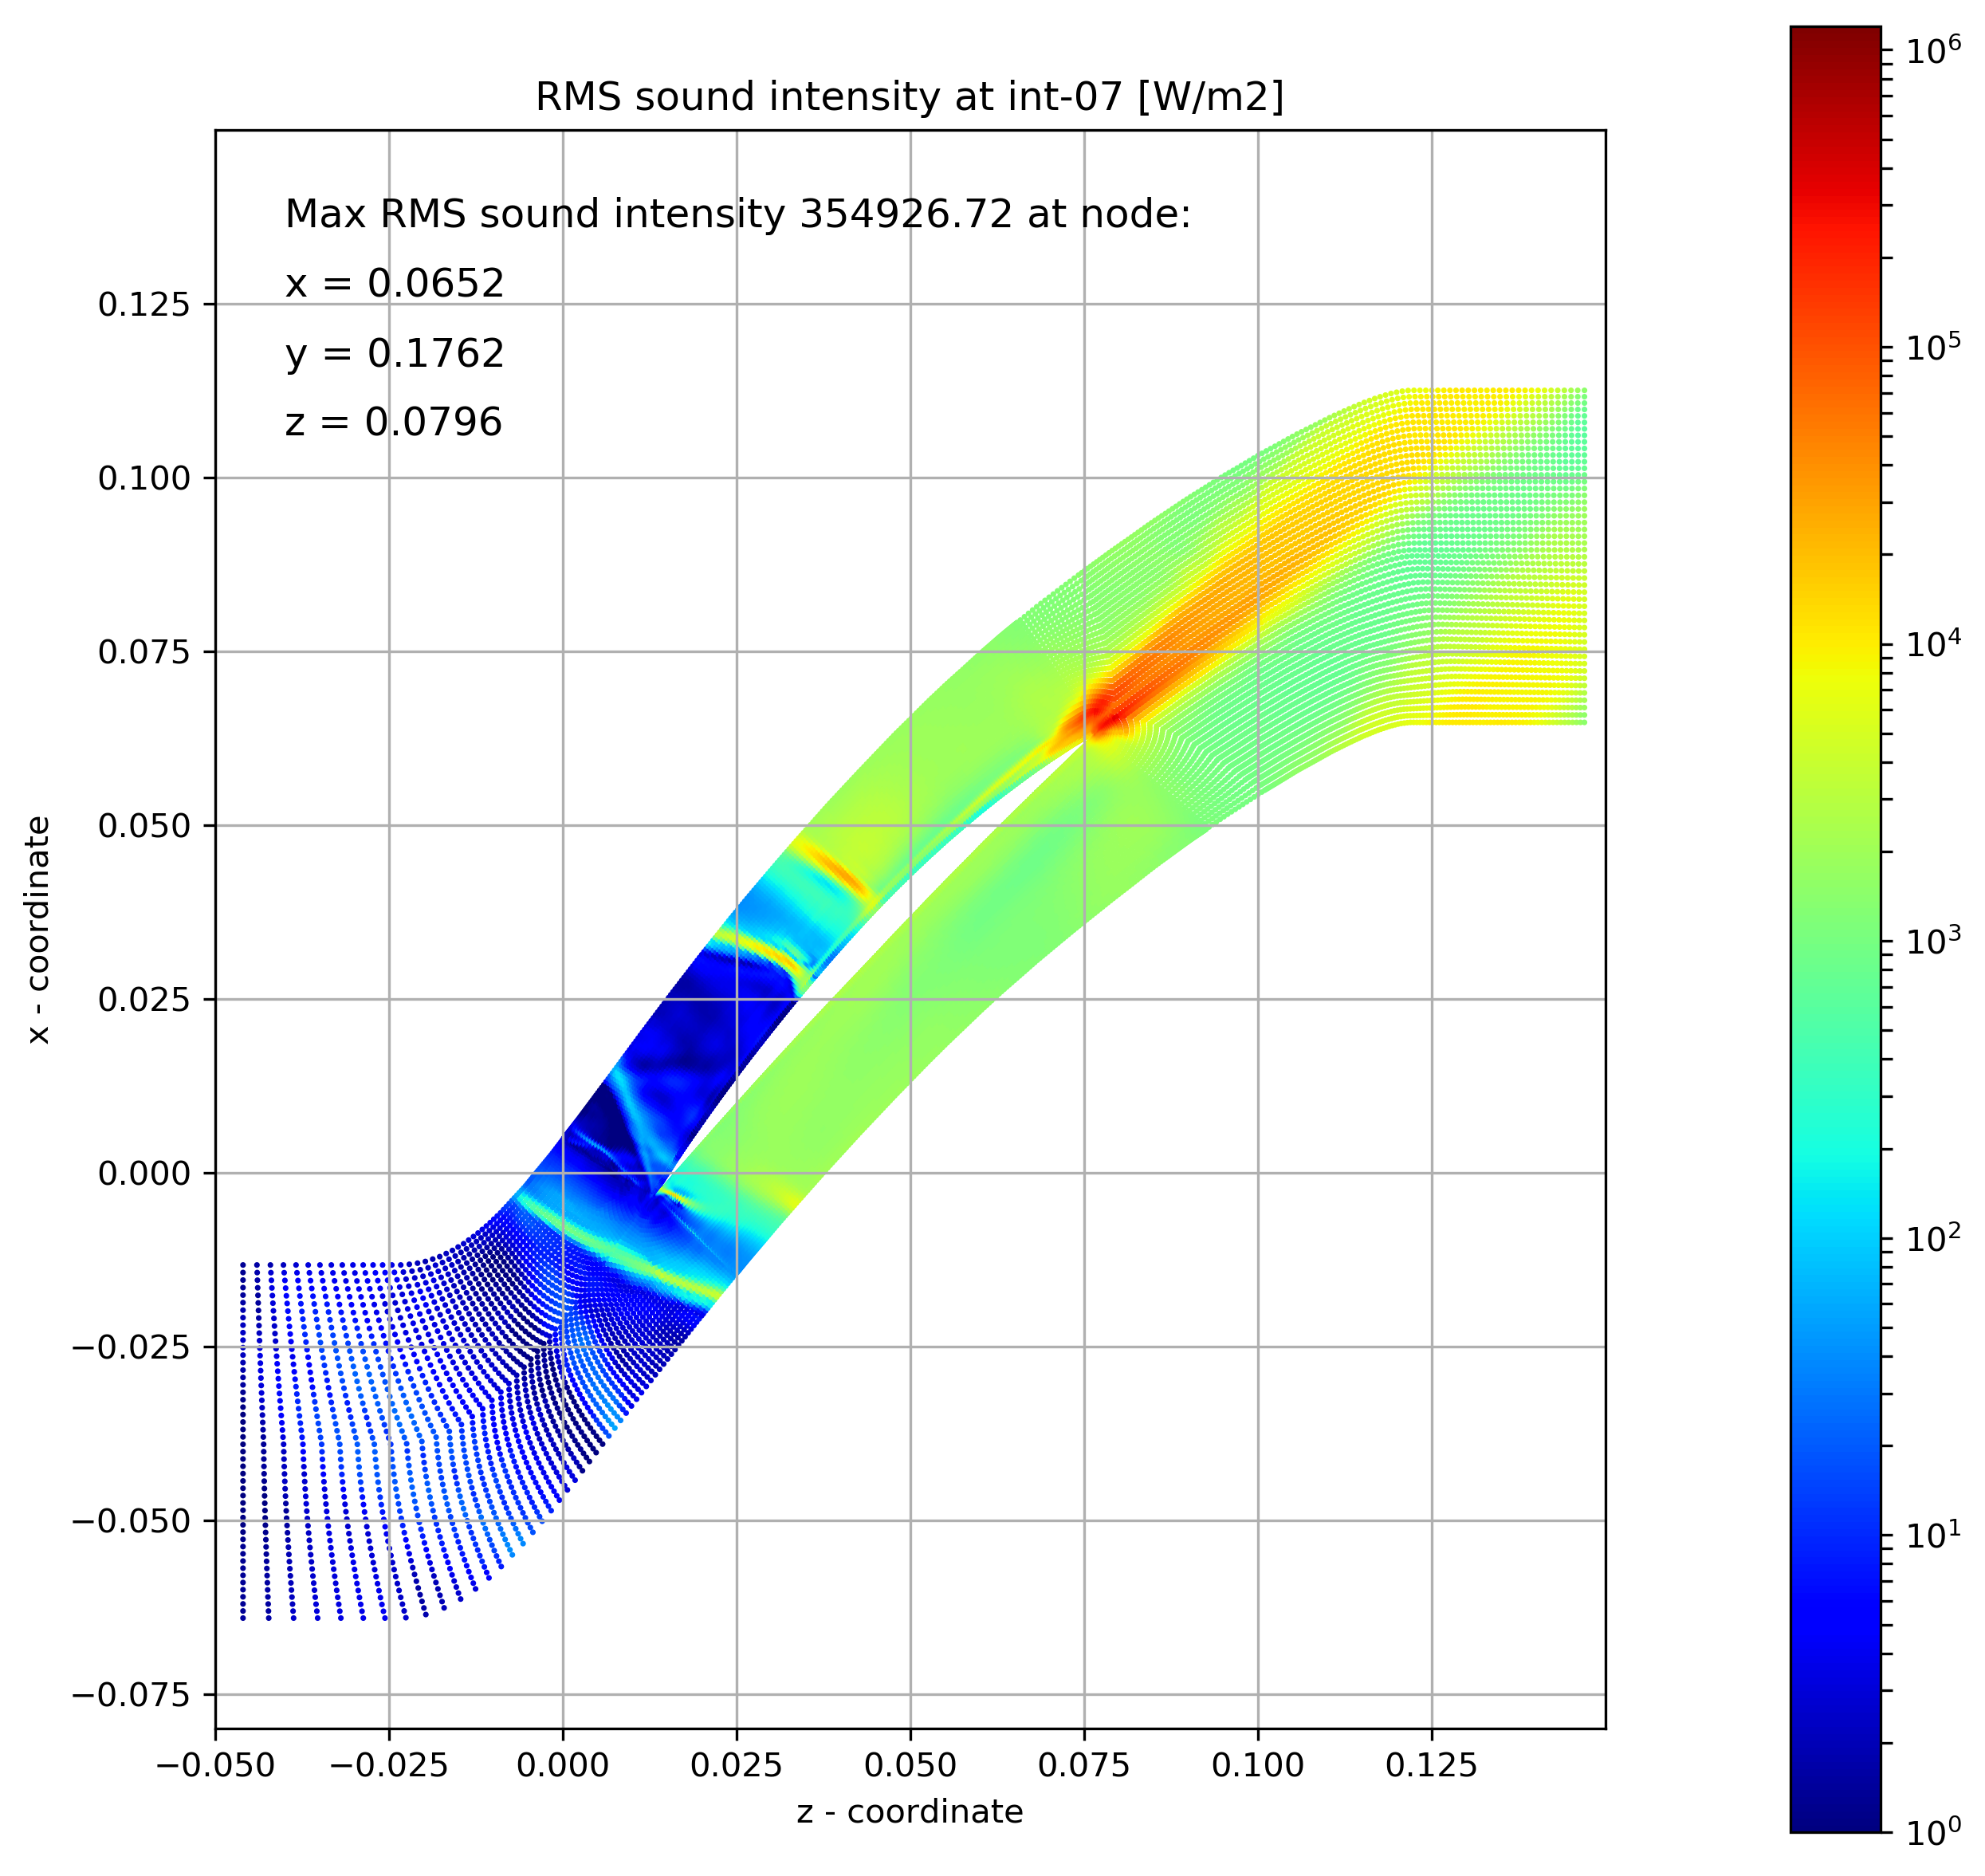 RMS sound intensity at int-07 [W/m2]
Max RMS sound intensity 354926.72 at node:
x = 0.0652
y = 0.1762
z = 0.0796
x - coordinate
0.125
0.100
0.075
0.050
0.025
0.000
−0.025
−0.050
−0.075
−0.050 −0.025 0.000 0.025 0.050 0.075 0.100 0.125
z - coordinate
10⁶
10⁵
10⁴
10³
10²
10¹
10⁰